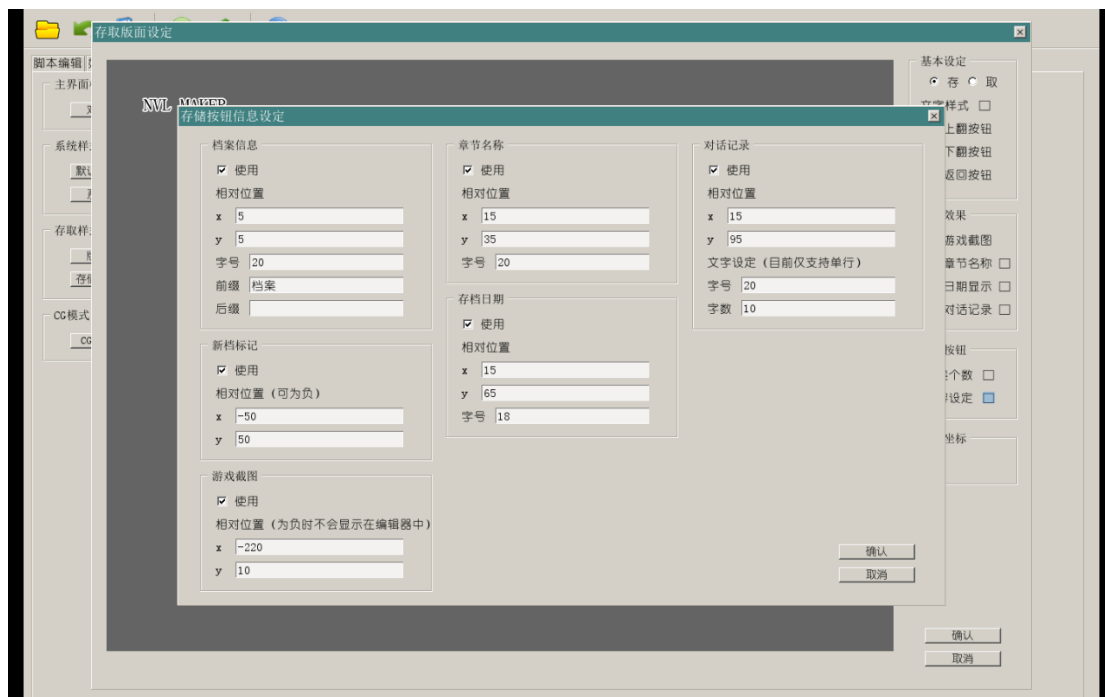 存取版面设定
脚本编辑
主界面
系统样
存取样
存
CG模式
CG
NVL MAKER
存储按钮信息设定
档案信息
使用
相对位置
x 5
y 5
字号 20
前缀 档案
后缀
新档标记
使用
相对位置(可为负)
x -50
y 50
游戏截图
使用
相对位置(为负时不会显示在编辑器中)
x -220
y 10
章节名称
使用
相对位置
x 15
y 35
字号 20
存档日期
使用
相对位置
x 15
y 65
字号 18
对话记录
使用
相对位置
x 15
y 95
文字设定(目前仅支持单行)
字号 20
字数 10
确认
取消
基本设定
存 取
文字样式
上翻按钮
下翻按钮
返回按钮
效果
游戏截图
章节名称
日期显示
对话记录
按钮
个数
设定
坐标
确认
取消